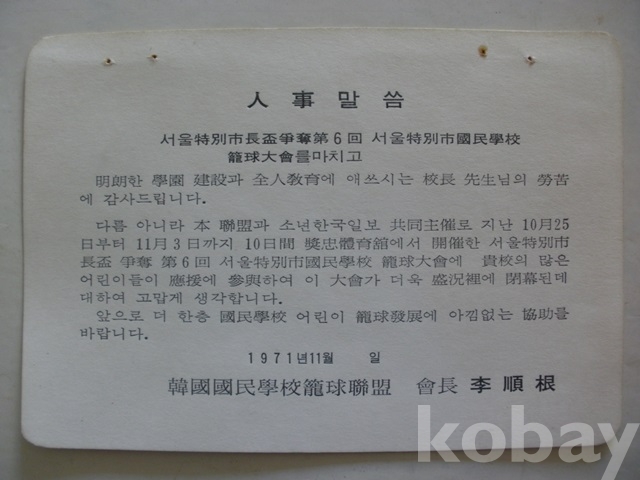 人事말씀
서울特別市長盃爭奪第6回 서울特別市國民學校
籠球大會를마치고
明朗한 學園 建設과 全人敎育에 애쓰시는 校長 先生님의 勞苦
에 감사드립니다.
다름 아니라 本 聯盟과 소년한국일보 共同主催로 지난 10月25
日부터 11月3日까지 10日間 奬忠體育館에서 開催한 서울特別市
長盃 爭奪 第6回 서울特別市國民學校 籠球大會에 貴校의 많은
어린이들이 應援에 參與하여 이 大會가 더욱 盛況裡에 閉幕된데
대하여 고맙게 생각합니다.
앞으로 더 한층 國民學校 어린이 籠球發展에 아낌없는 協助를
바랍니다.
1971년11월 일
韓國國民學校籠球聯盟 會長 李順根
kobay